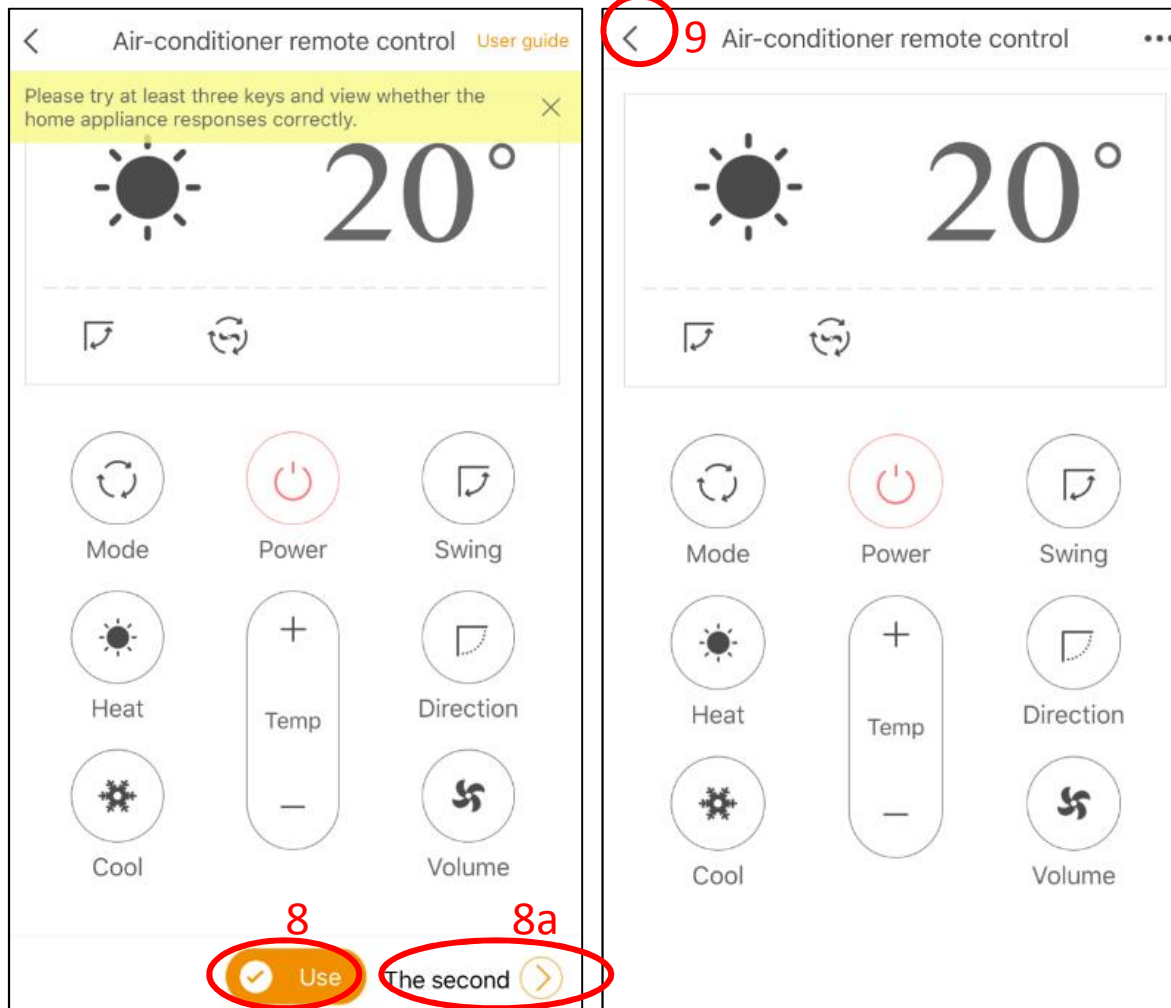 Air-conditioner remote control User guide
Please try at least three keys and view whether the
home appliance responses correctly.
20°
Mode Power Swing
Heat Temp Direction
Cool Volume
8 8a
Use The second
9 Air-conditioner remote control
20°
Mode Power Swing
Heat Temp Direction
Cool Volume